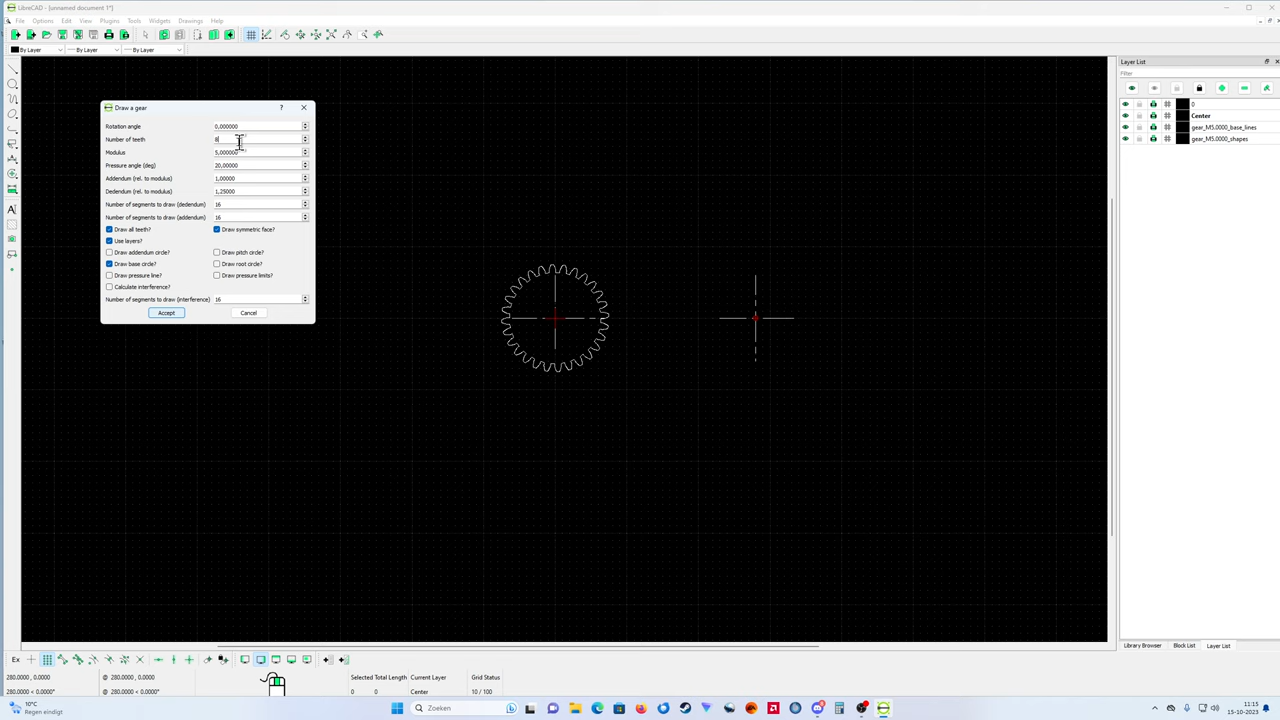 LibreCAD - [unnamed document 1*]
File Options Edit View Plugins Tools Widgets Drawings Help
By Layer By Layer By Layer
Layer List
Filter
0
Center
gear_M5.0000_base_lines
gear_M5.0000_shapes
Draw a gear ?
Rotation angle 0,000000
Number of teeth 8
Modulus 5,000000
Pressure angle (deg) 20,00000
Addendum (rel. to modulus) 1,00000
Dedendum (rel. to modulus) 1,25000
Number of segments to draw (dedendum) 16
Number of segments to draw (addendum) 16
Draw all teeth? Draw symmetric face?
Use layers?
Draw addendum circle? Draw pitch circle?
Draw base circle? Draw root circle?
Draw pressure line? Draw pressure limits?
Calculate interference?
Number of segments to draw (interference) 16
Accept Cancel
Library Browser Block List Layer List
Ex
280.0000 , 0.0000 @ 280.0000 , 0.0000 Selected Total Length Current Layer Grid Status
280.0000 < 0.0000° @ 280.0000 < 0.0000° 0 0 Center 10 / 100
10°C
Regen eindigt
Zoeken
11:15
15-10-2023